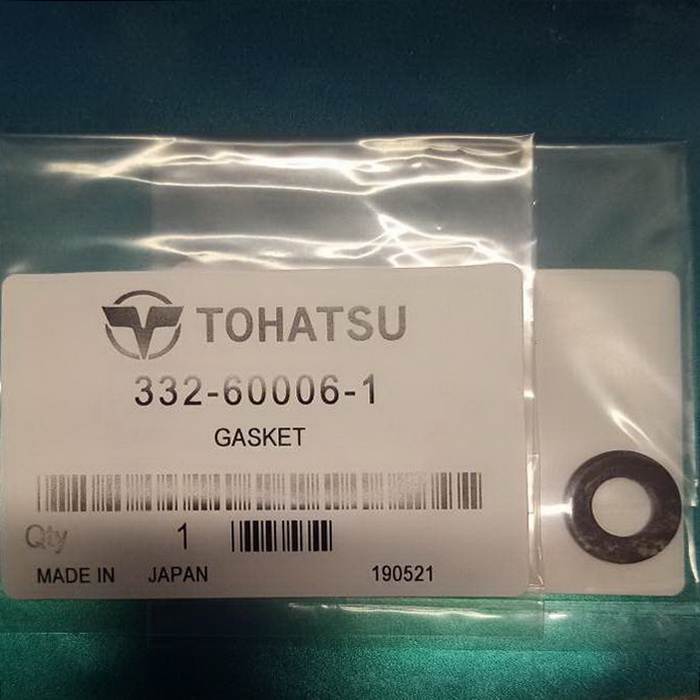 TOHATSU
332-60006-1
GASKET
Qty 1
MADE IN JAPAN 190521